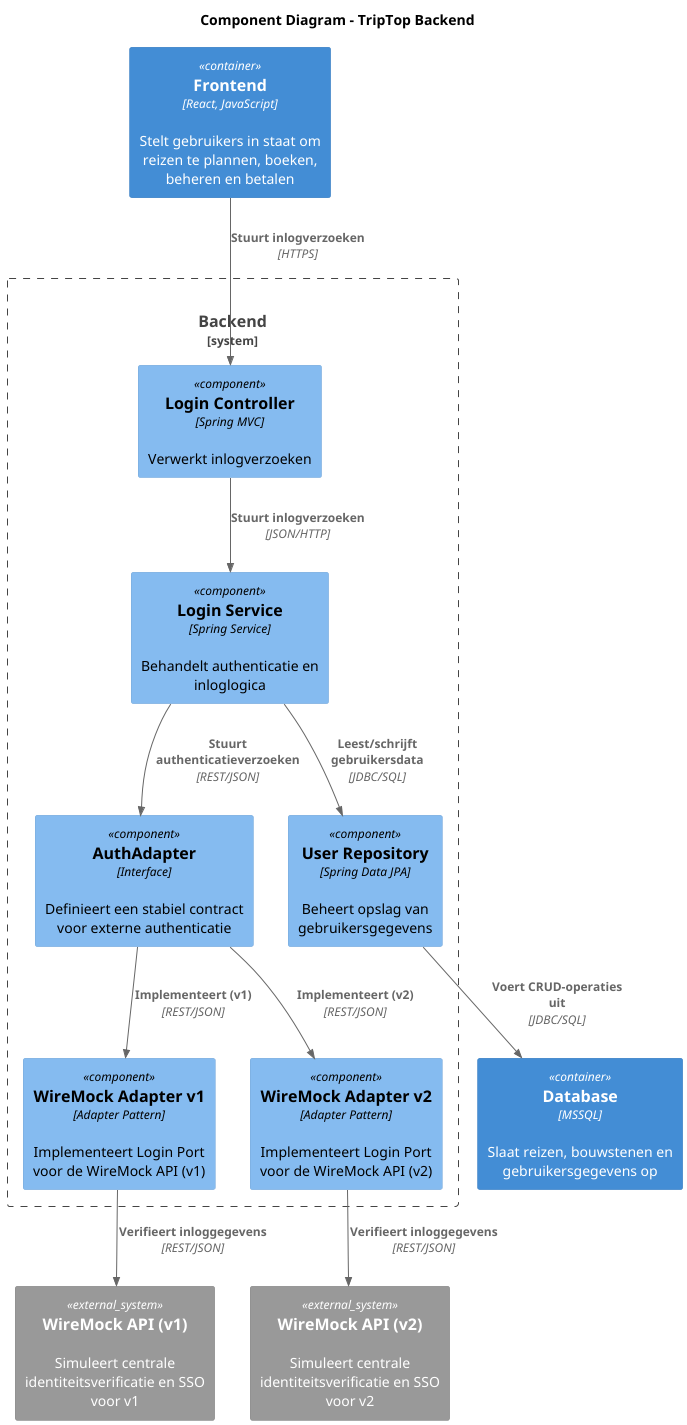 Component Diagram - TripTop Backend
«container»
Frontend
[React, JavaScript]
Stelt gebruikers in staat om
reizen te plannen, boeken,
beheren en betalen
Stuurt inlogverzoeken
[HTTPS]
Backend
[system]
«component»
Login Controller
[Spring MVC]
Verwerkt inlogverzoeken
Stuurt inlogverzoeken
[JSON/HTTP]
«component»
Login Service
[Spring Service]
Behandelt authenticatie en
inloglogica
Stuurt
authenticatieverzoeken
[REST/JSON]
Leest/schrijft
gebruikersdata
[JDBC/SQL]
«component»
AuthAdapter
[Interface]
Definieert een stabiel contract
voor externe authenticatie
«component»
User Repository
[Spring Data JPA]
Beheert opslag van
gebruikersgegevens
Implementeert (v1)
[REST/JSON]
Implementeert (v2)
[REST/JSON]
Voert CRUD-operaties
uit
[JDBC/SQL]
«component»
WireMock Adapter v1
[Adapter Pattern]
Implementeert Login Port
voor de WireMock API (v1)
«component»
WireMock Adapter v2
[Adapter Pattern]
Implementeert Login Port
voor de WireMock API (v2)
«container»
Database
[MSSQL]
Slaat reizen, bouwstenen en
gebruikersgegevens op
Verifieert inloggegevens
[REST/JSON]
Verifieert inloggegevens
[REST/JSON]
«external_system»
WireMock API (v1)
Simuleert centrale
identiteitsverificatie en SSO
voor v1
«external_system»
WireMock API (v2)
Simuleert centrale
identiteitsverificatie en SSO
voor v2